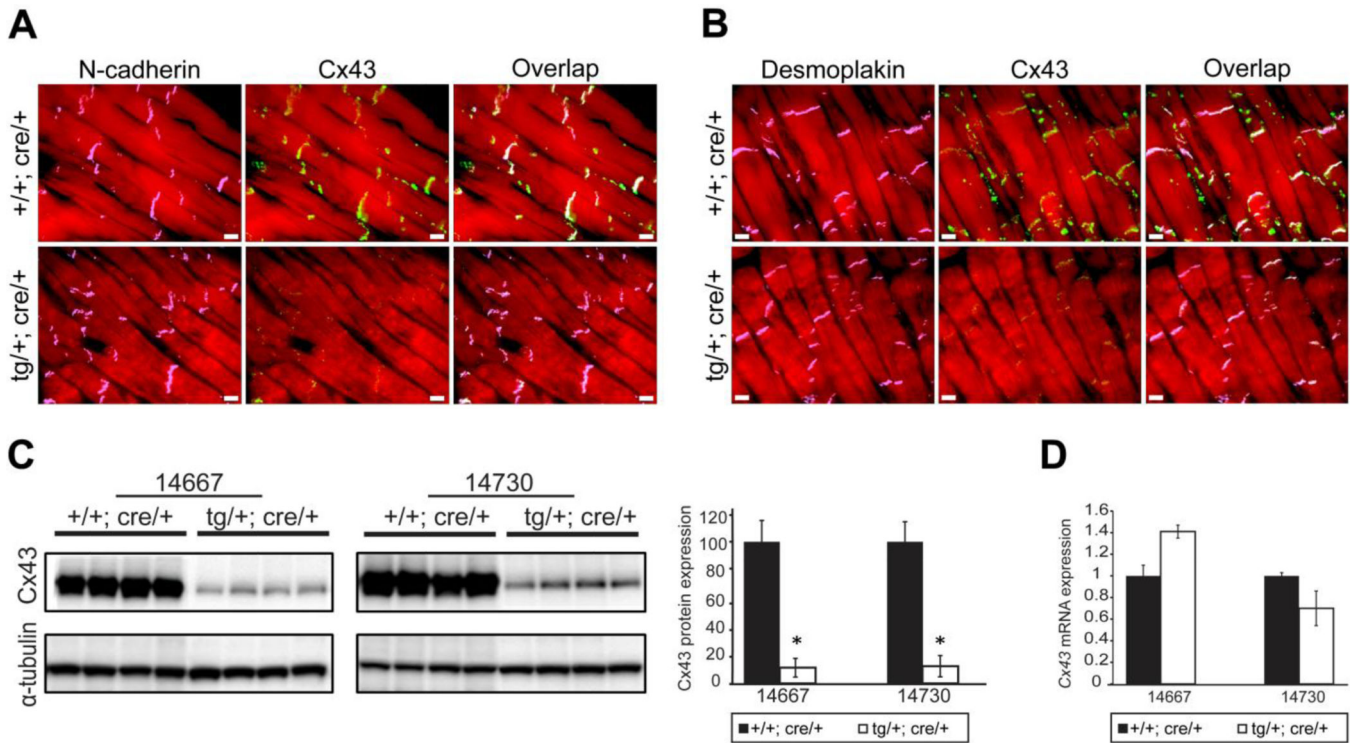 A
N-cadherin Cx43 Overlap
+/+; cre/+
tg/+; cre/+
B
Desmoplakin Cx43 Overlap
+/+; cre/+
tg/+; cre/+
C
14667 14730
+/+; cre/+ tg/+; cre/+ +/+; cre/+ tg/+; cre/+
Cx43
α-tubulin
Cx43 protein expression
120
100
80
60
40
20
0
* *
14667 14730
+/+; cre/+ tg/+; cre/+
D
Cx43 mRNA expression
1.6
1.4
1.2
1
0.8
0.6
0.4
0.2
0
14667 14730
+/+; cre/+ tg/+; cre/+